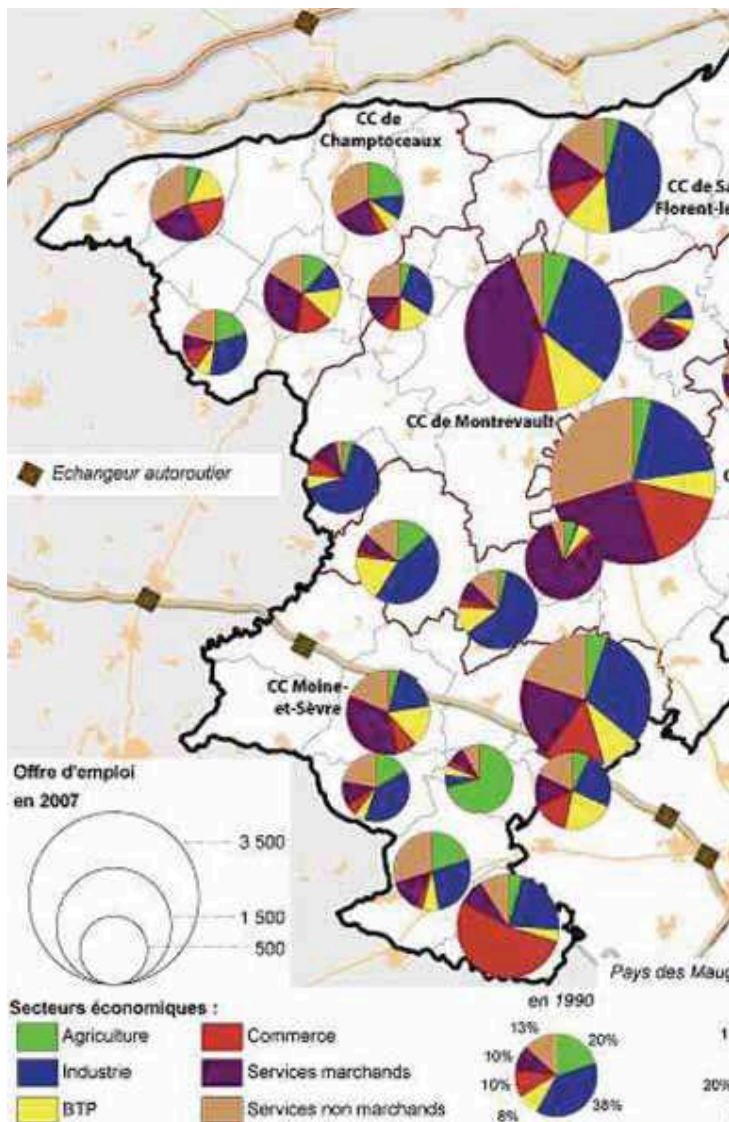 CC de
Champtoceaux
CC de Sa
Florent-le
CC de Montrevault
Echangeur autoroutier
CC Moine-
et-Sèvre
Offre d'emploi
en 2007
3 500
1 500
500
Pays des Maug
Secteurs économiques :
en 1990
Agriculture
Commerce
Industrie
Services marchands
BTP
Services non marchands
13%
20%
10%
10%
8%
38%
1
20%